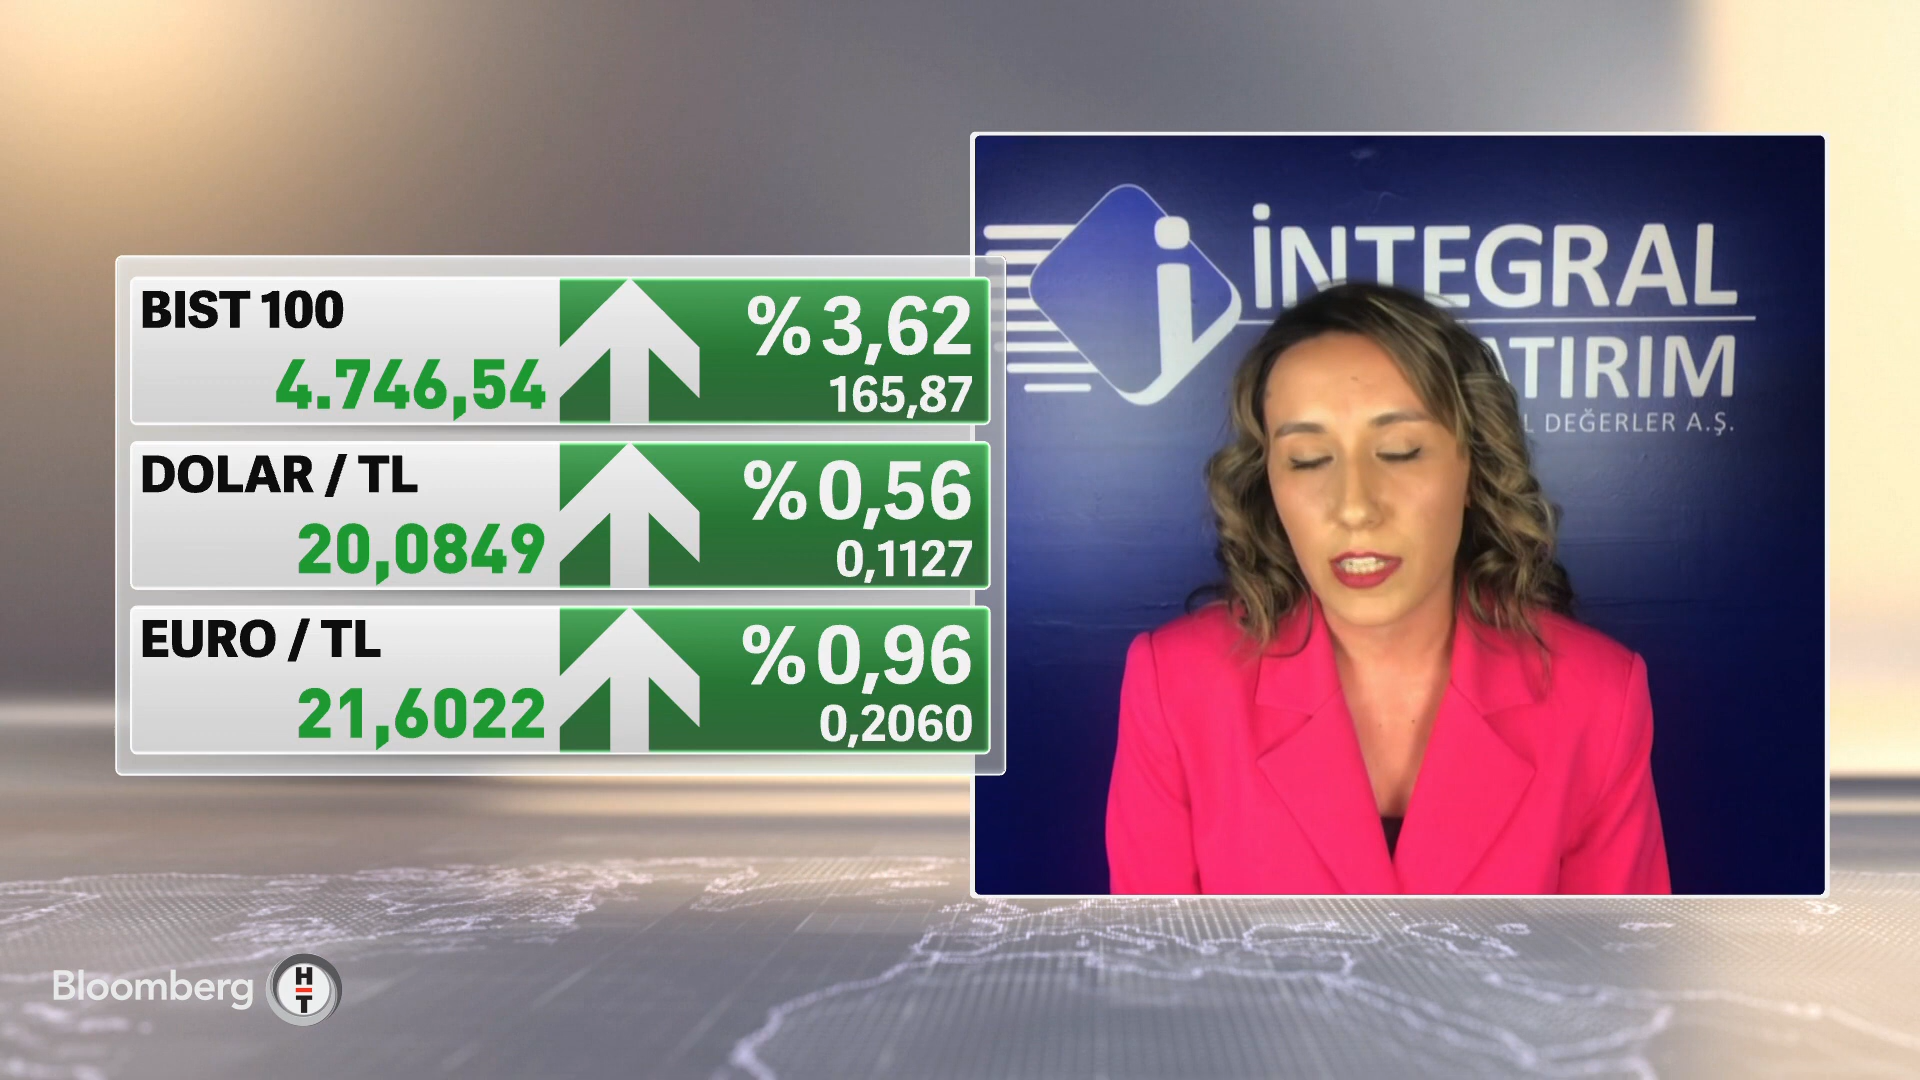 BIST 100
4.746,54
%3,62
165,87
DOLAR / TL
20,0849
%0,56
0,1127
EURO / TL
21,6022
%0,96
0,2060
i
İNTEGRAL
ATIRIM
L DEĞERLER A.Ş.
Bloomberg
HT